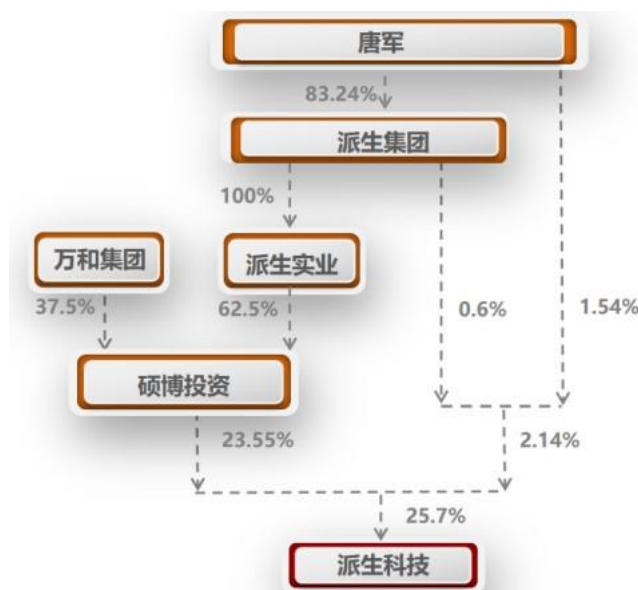 唐军
83.24%
派生集团
100%
万和集团
派生实业
37.5%
62.5%
0.6%
1.54%
硕博投资
23.55%
2.14%
25.7%
派生科技